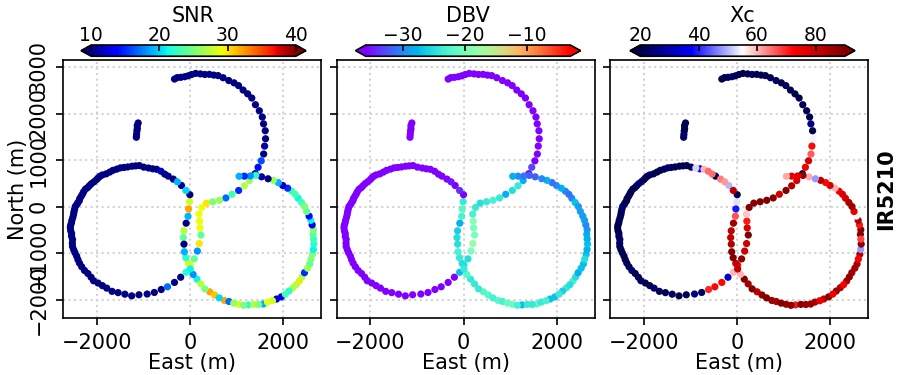 SNR DBV Xc
10 20 30 40 −30 −20 −10 20 40 60 80
North (m)
3000
2000
1000
0
−1000
−2000
−2000 0 2000 −2000 0 2000 −2000 0 2000
East (m) East (m) East (m)
IR5210